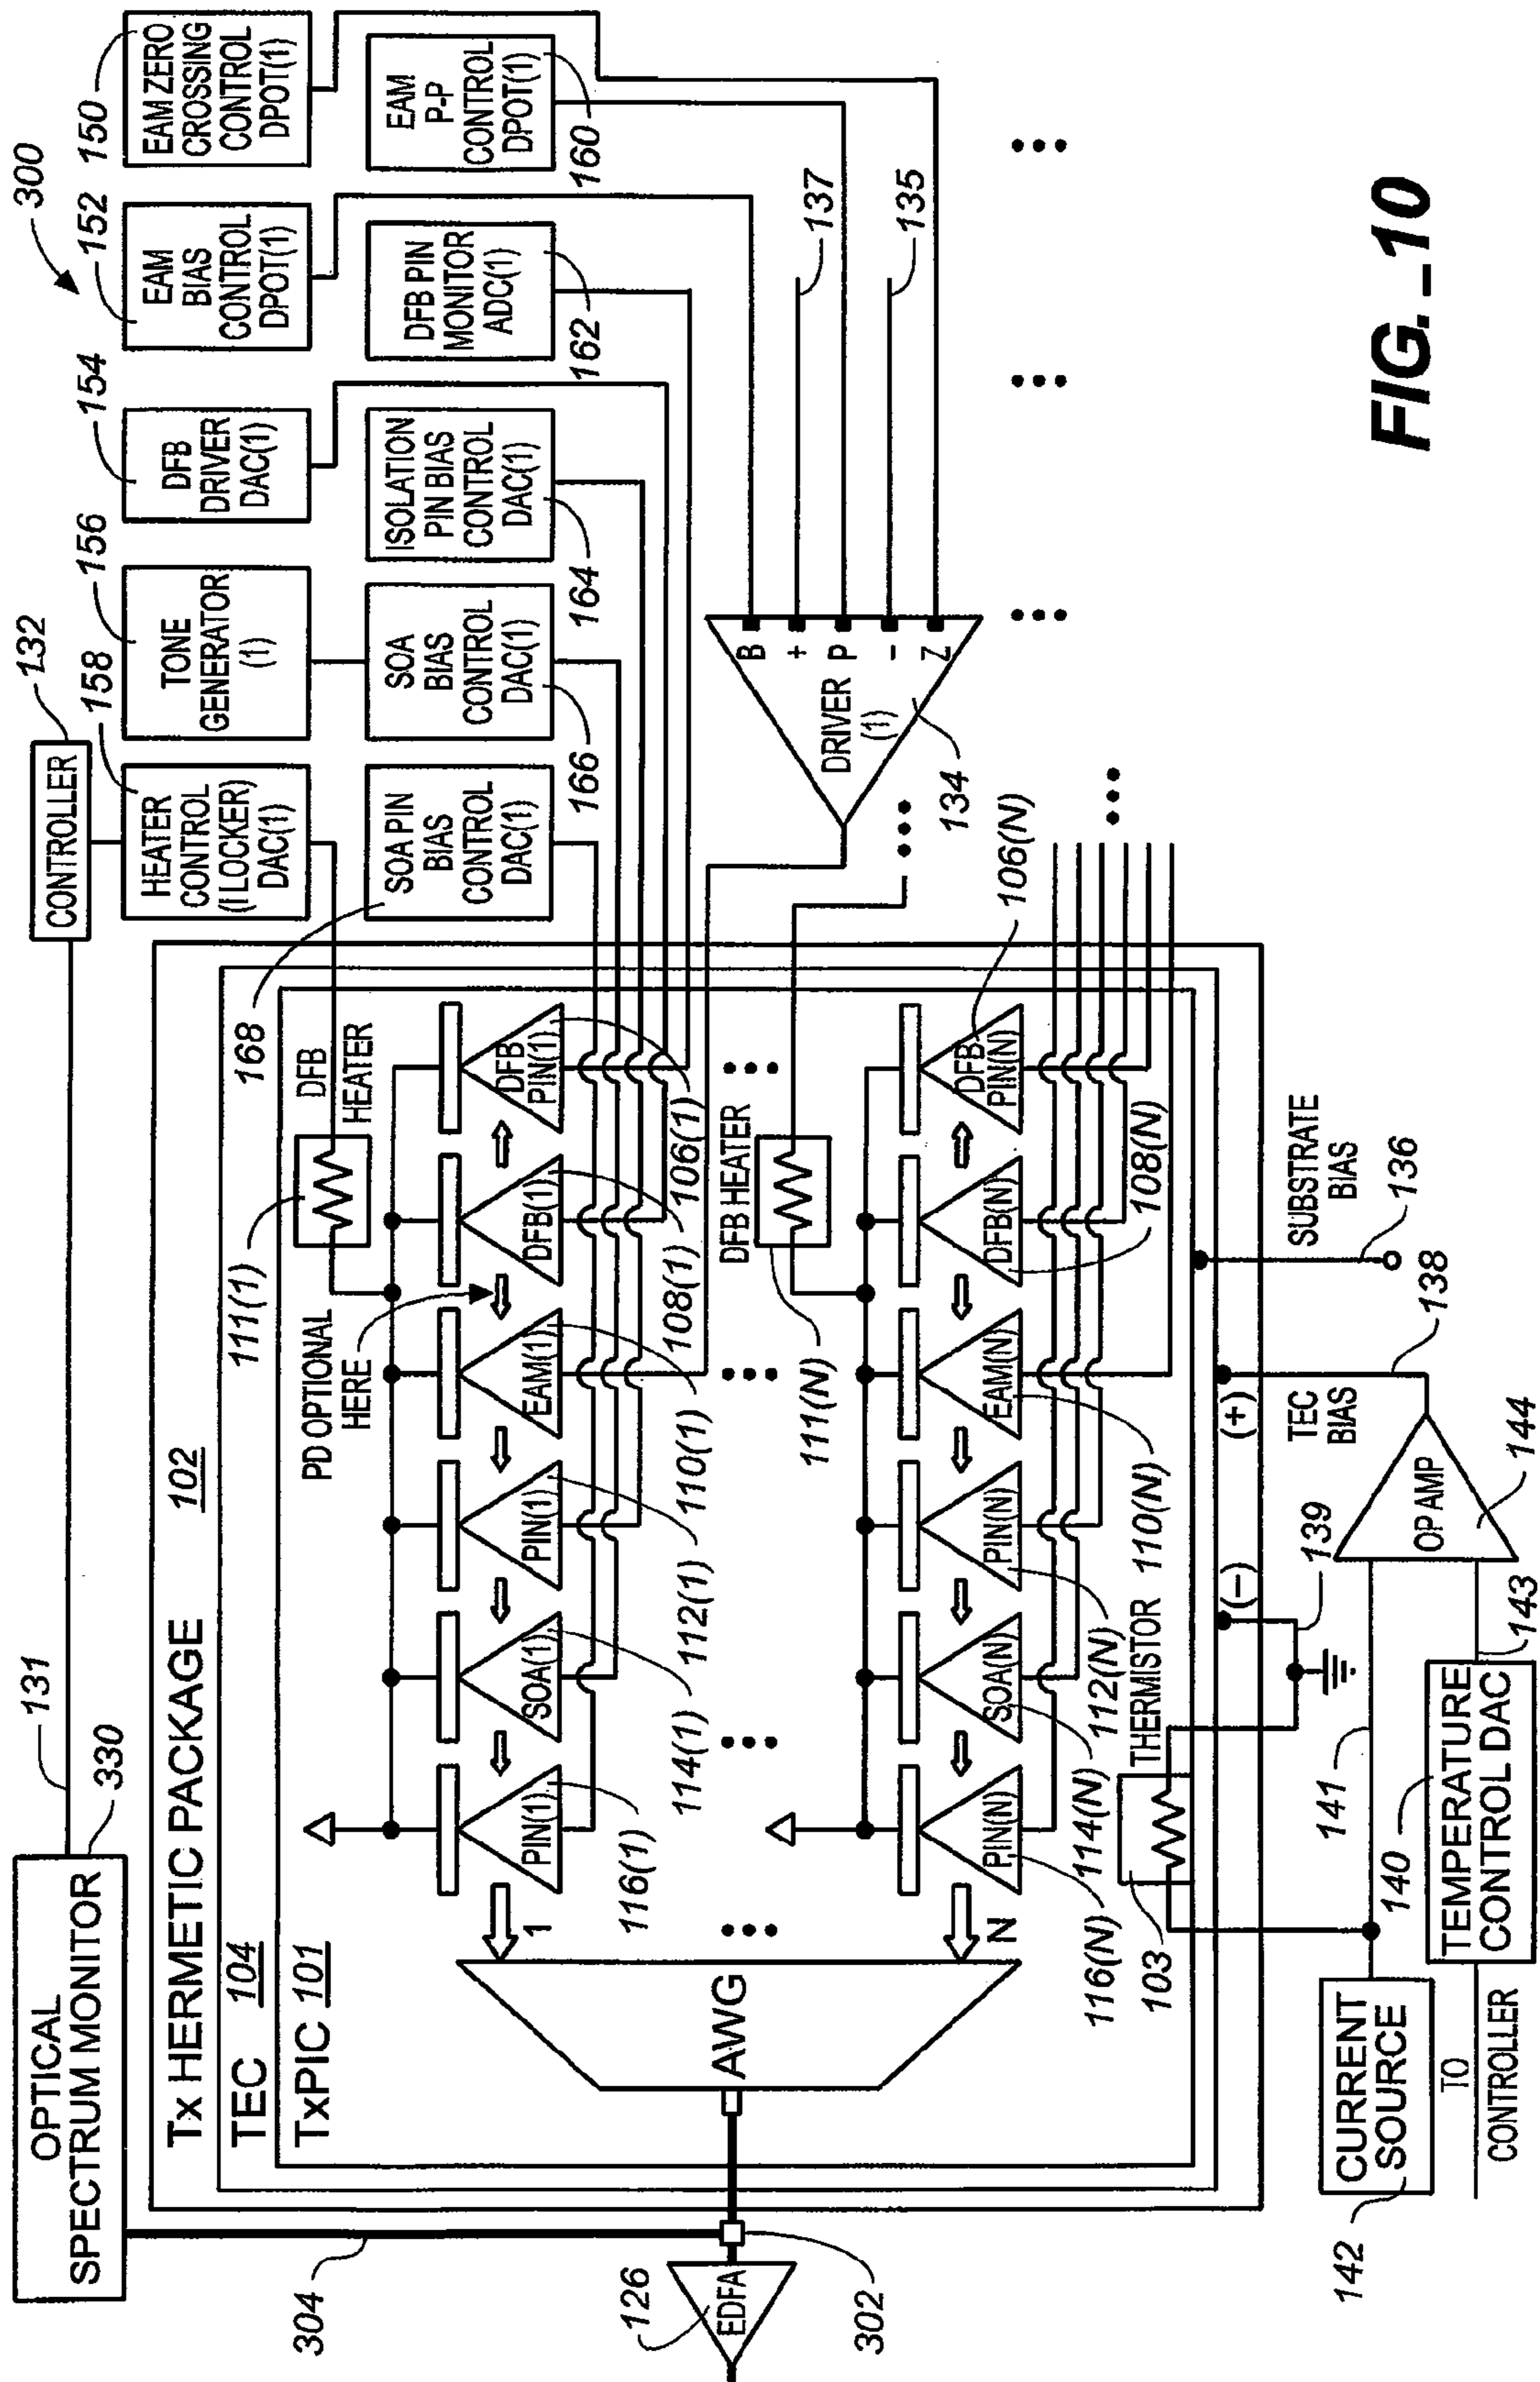 300
OPTICAL
SPECTRUM MONITOR
330
131
CONTROLLER
132
158
HEATER
CONTROL
(I LOCKER)
DAC(1)
156
TONE
GENERATOR
(1)
154
DFB
DRIVER
DAC(1)
152
EAM
BIAS
CONTROL
DPOT(1)
150
EAM ZERO
CROSSING
CONTROL
DPOT(1)
SOA PIN
BIAS
CONTROL
DAC(1)
168
SOA
BIAS
CONTROL
DAC(1)
166
ISOLATION
PIN BIAS
CONTROL
DAC(1)
164
DFB PIN
MONITOR
ADC(1)
162
EAM
P-P
CONTROL
DPOT(1)
160
304
Tx HERMETIC PACKAGE 102
TEC 104
TxPIC 101
111(1)
DFB
HEATER
PD OPTIONAL
HERE
PIN(1)
SOA(1)
PIN(1)
EAM(1)
DFB(1)
DFB
PIN(1)
116(1)
114(1)
112(1)
110(1)
108(1)
106(1)
1
AWG
N
126
EDFA
302
DFB HEATER
111(N)
B
+
P
-
Z
DRIVER
(1)
134
137
135
PIN(N)
SOA(N)
PIN(N)
EAM(N)
DFB(N)
DFB
PIN(N)
106(N)
116(N)
114(N)
112(N)
110(N)
108(N)
103
THERMISTOR
(-)
(+)
139
TEC
BIAS
138
SUBSTRATE
BIAS
136
CURRENT
SOURCE
142
141
140
TEMPERATURE
CONTROL DAC
143
OP AMP
144
TO
CONTROLLER
FIG._10